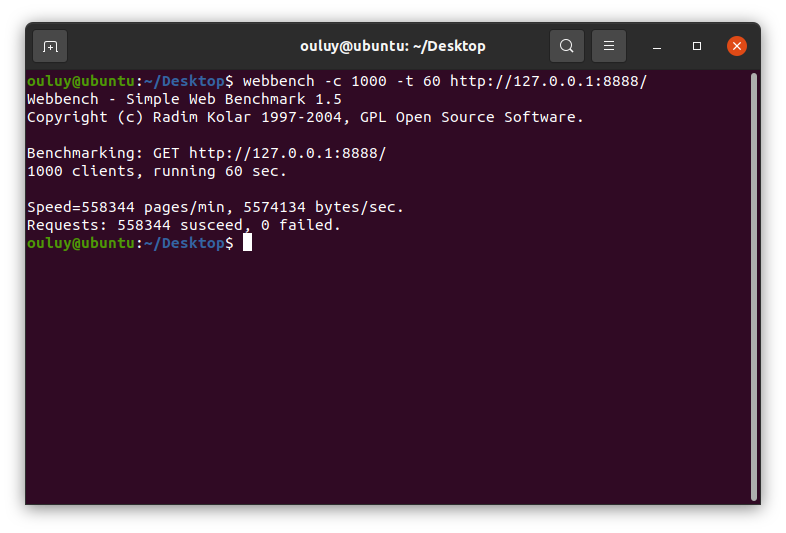 ouluy@ubuntu: ~/Desktop
ouluy@ubuntu:~/Desktop$ webbench -c 1000 -t 60 http://127.0.0.1:8888/
Webbench - Simple Web Benchmark 1.5
Copyright (c) Radim Kolar 1997-2004, GPL Open Source Software.
Benchmarking: GET http://127.0.0.1:8888/
1000 clients, running 60 sec.
Speed=558344 pages/min, 5574134 bytes/sec.
Requests: 558344 susceed, 0 failed.
ouluy@ubuntu:~/Desktop$